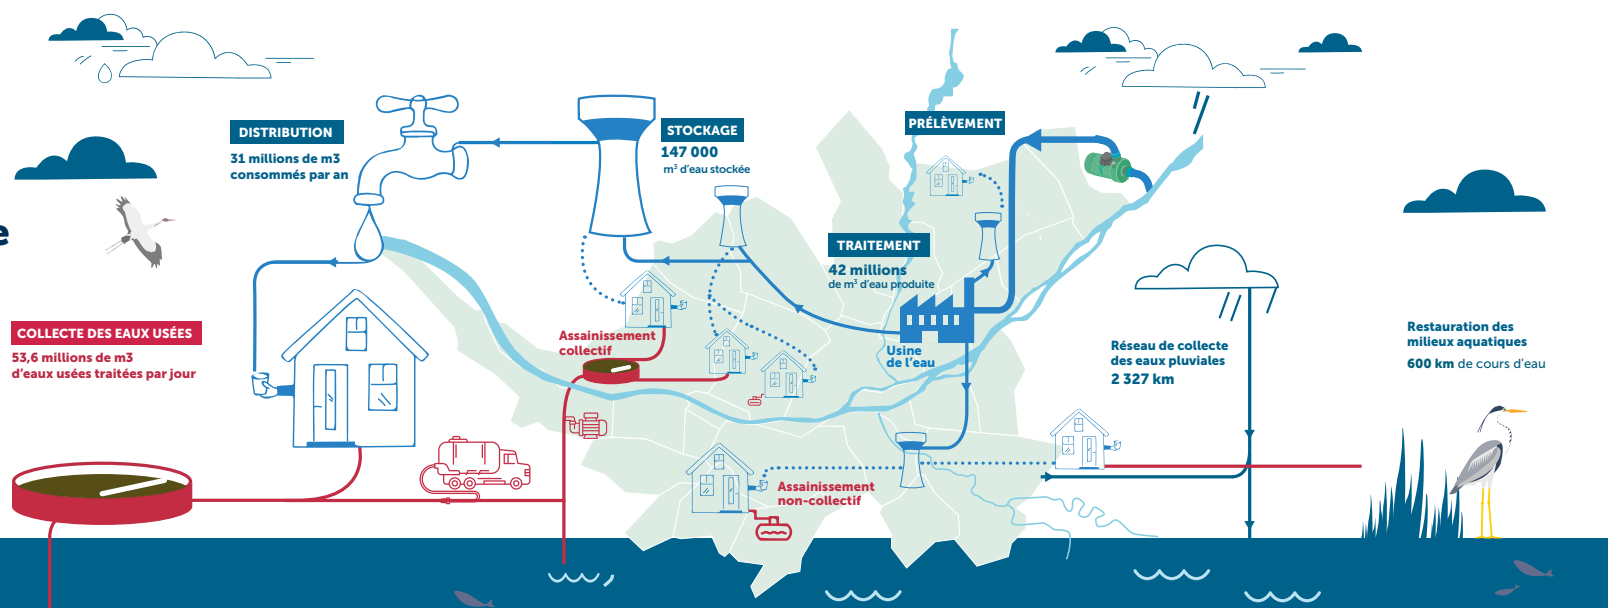 e
DISTRIBUTION
31 millions de m3
consommés par an
STOCKAGE
147 000
m³ d'eau stockée
PRÉLÈVEMENT
TRAITEMENT
42 millions
de m³ d'eau produite
Usine
de l'eau
COLLECTE DES EAUX USÉES
53,6 millions de m3
d'eaux usées traitées par jour
Assainissement
collectif
Assainissement
non-collectif
Réseau de collecte
des eaux pluviales
2 327 km
Restauration des
milieux aquatiques
600 km de cours d'eau